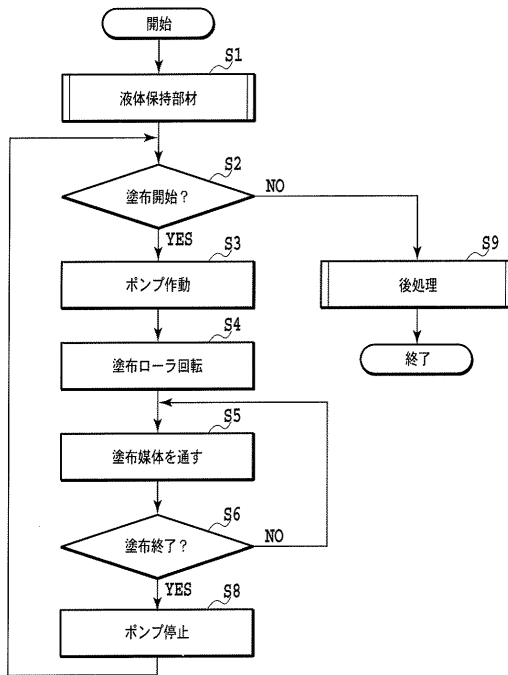 開始
S1
液体保持部材
S2
塗布開始?
NO
YES
S3
ポンプ作動
S9
後処理
S4
塗布ローラ回転
終了
S5
塗布媒体を通す
S6
塗布終了?
NO
YES
S8
ポンプ停止